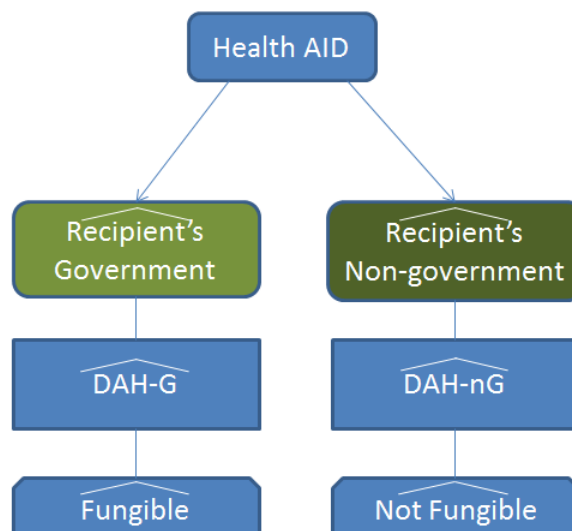 Health AID
Recipient's
Government
Recipient's
Non-government
DAH-G
DAH-nG
Fungible
Not Fungible